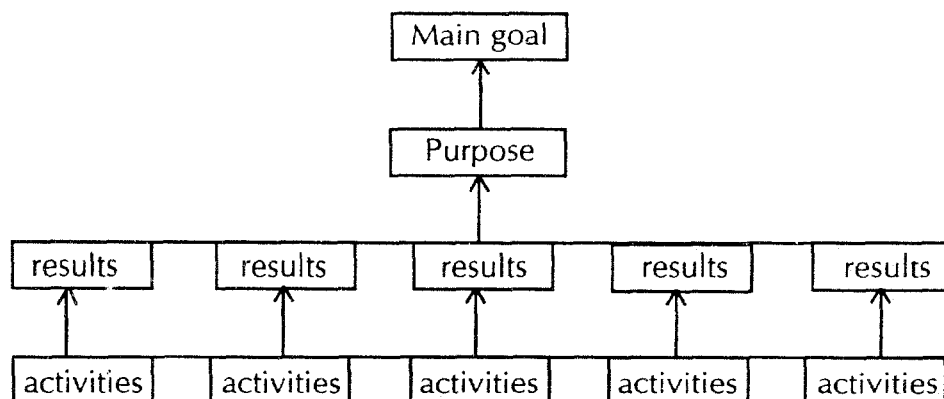 Main goal
Purpose
results results results results results
activities activities activities activities activities